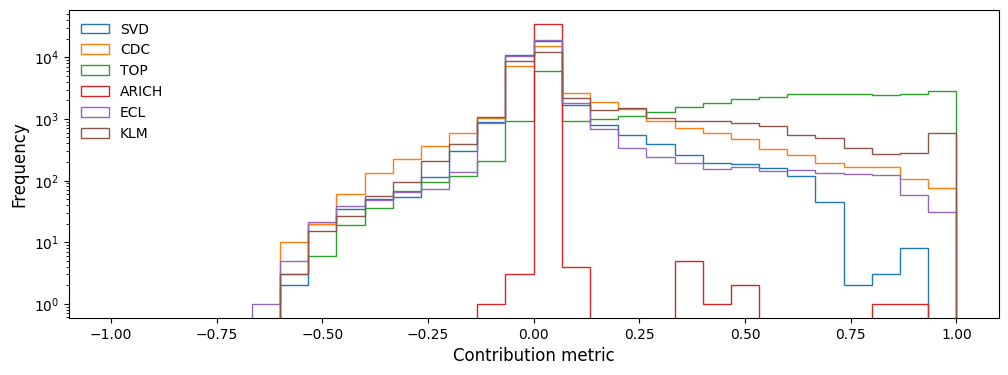 SVD
CDC
TOP
ARICH
ECL
KLM
Frequency
10⁴
10³
10²
10¹
10⁰
−1.00 −0.75 −0.50 −0.25 0.00 0.25 0.50 0.75 1.00
Contribution metric